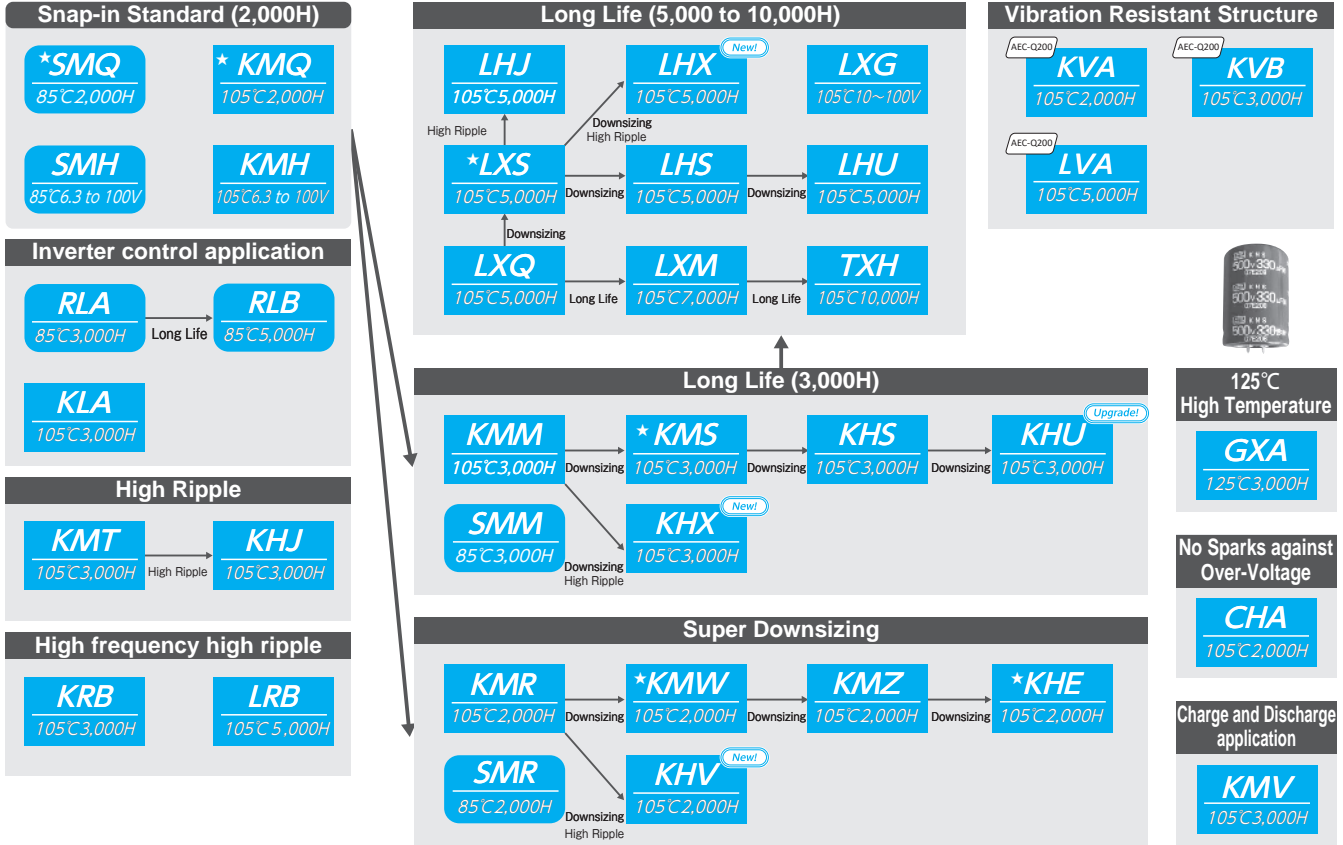 Snap-in Standard (2,000H)
★SMQ
85℃2,000H
★KMQ
105℃2,000H
SMH
85℃6.3 to 100V
KMH
105℃6.3 to 100V
Inverter control application
RLA
85℃3,000H
Long Life
RLB
85℃5,000H
KLA
105℃3,000H
High Ripple
KMT
105℃3,000H
High Ripple
KHJ
105℃3,000H
High frequency high ripple
KRB
105℃3,000H
LRB
105℃5,000H
Long Life (5,000 to 10,000H)
LHJ
105℃5,000H
New!
LHX
105℃5,000H
LXG
105℃10~100V
High Ripple
Downsizing
High Ripple
★LXS
105℃5,000H
Downsizing
LHS
105℃5,000H
Downsizing
LHU
105℃5,000H
Downsizing
LXQ
105℃5,000H
Long Life
LXM
105℃7,000H
Long Life
TXH
105℃10,000H
Long Life (3,000H)
KMM
105℃3,000H
Downsizing
★KMS
105℃3,000H
Downsizing
KHS
105℃3,000H
Downsizing
Upgrade!
KHU
105℃3,000H
SMM
85℃3,000H
Downsizing
High Ripple
New!
KHX
105℃3,000H
Super Downsizing
KMR
105℃2,000H
Downsizing
★KMW
105℃2,000H
Downsizing
KMZ
105℃2,000H
Downsizing
★KHE
105℃2,000H
SMR
85℃2,000H
Downsizing
High Ripple
New!
KHV
105℃2,000H
Vibration Resistant Structure
AEC-Q200
KVA
105℃2,000H
AEC-Q200
KVB
105℃3,000H
AEC-Q200
LVA
105℃5,000H
KMS
500V 330μF
KMS
500V 330μF
KMS
500V 330
125℃
High Temperature
GXA
125℃3,000H
No Sparks against
Over-Voltage
CHA
105℃2,000H
Charge and Discharge
application
KMV
105℃3,000H